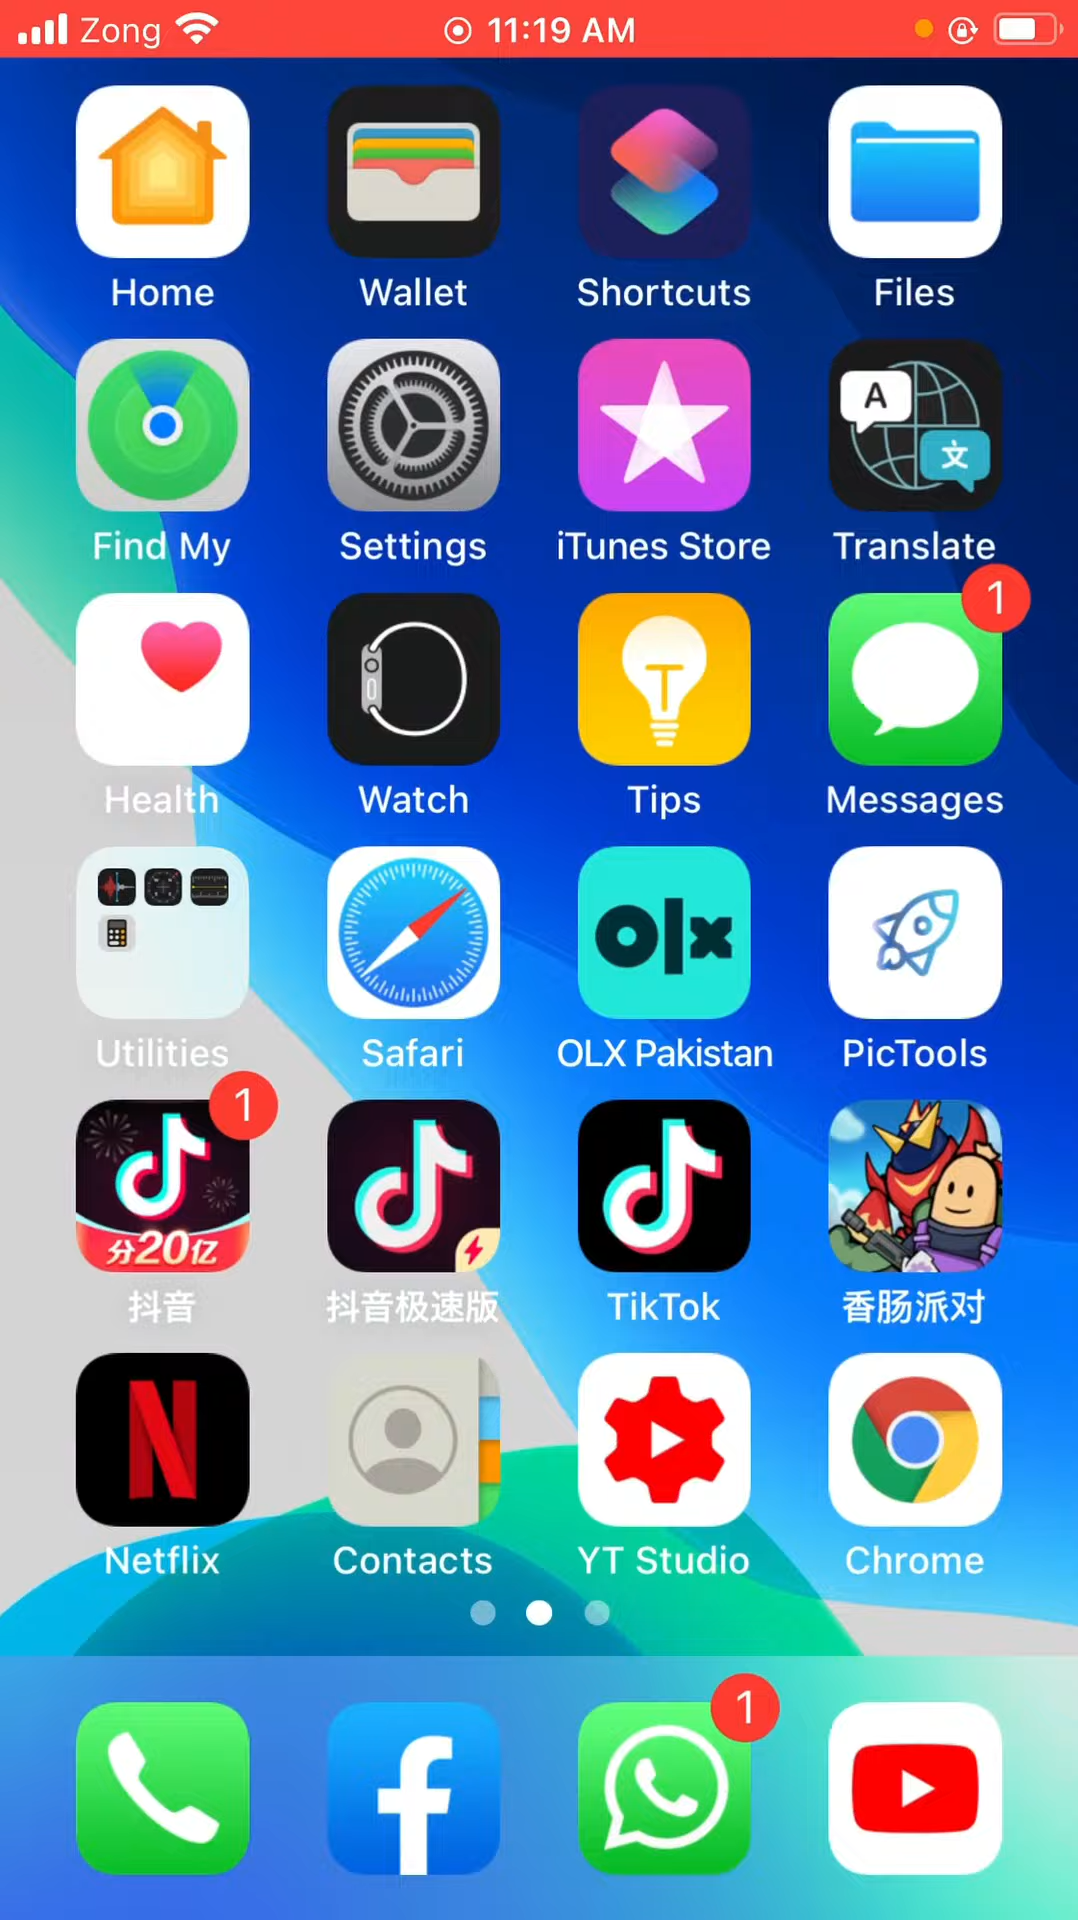 Zong 11:19 AM
Home Wallet Shortcuts Files
A 文
Find My Settings iTunes Store Translate
1
Health Watch Tips Messages
olx
Utilities Safari OLX Pakistan PicTools
1
分20亿
抖音 抖音极速版 TikTok 香肠派对
N
Netflix Contacts YT Studio Chrome
1
f